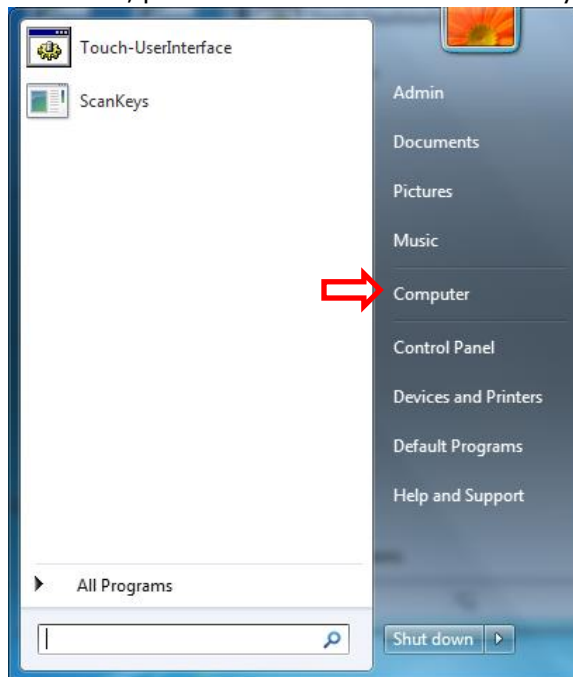 Touch-UserInterface
ScanKeys
Admin
Documents
Pictures
Music
Computer
Control Panel
Devices and Printers
Default Programs
Help and Support
All Programs
Shut down